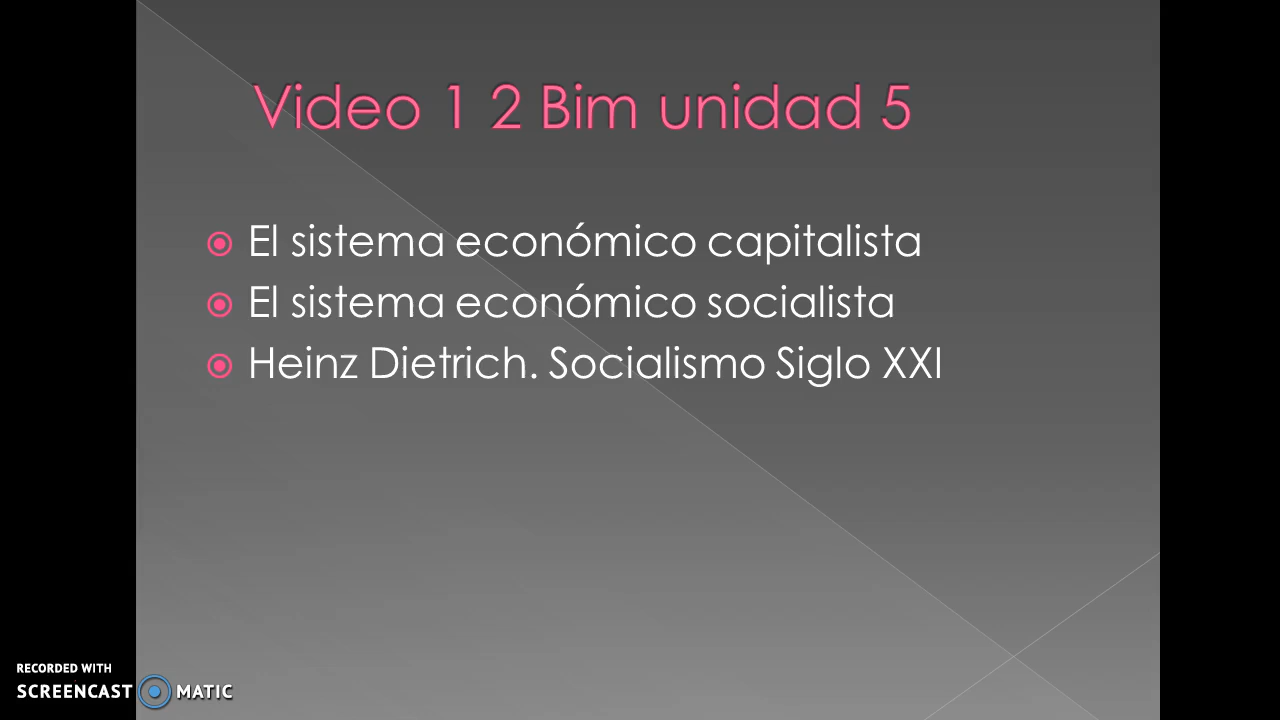 Video 1 2 Bim unidad 5
El sistema económico capitalista
El sistema económico socialista
Heinz Dietrich. Socialismo Siglo XXI
RECORDED WITH
SCREENCAST MATIC